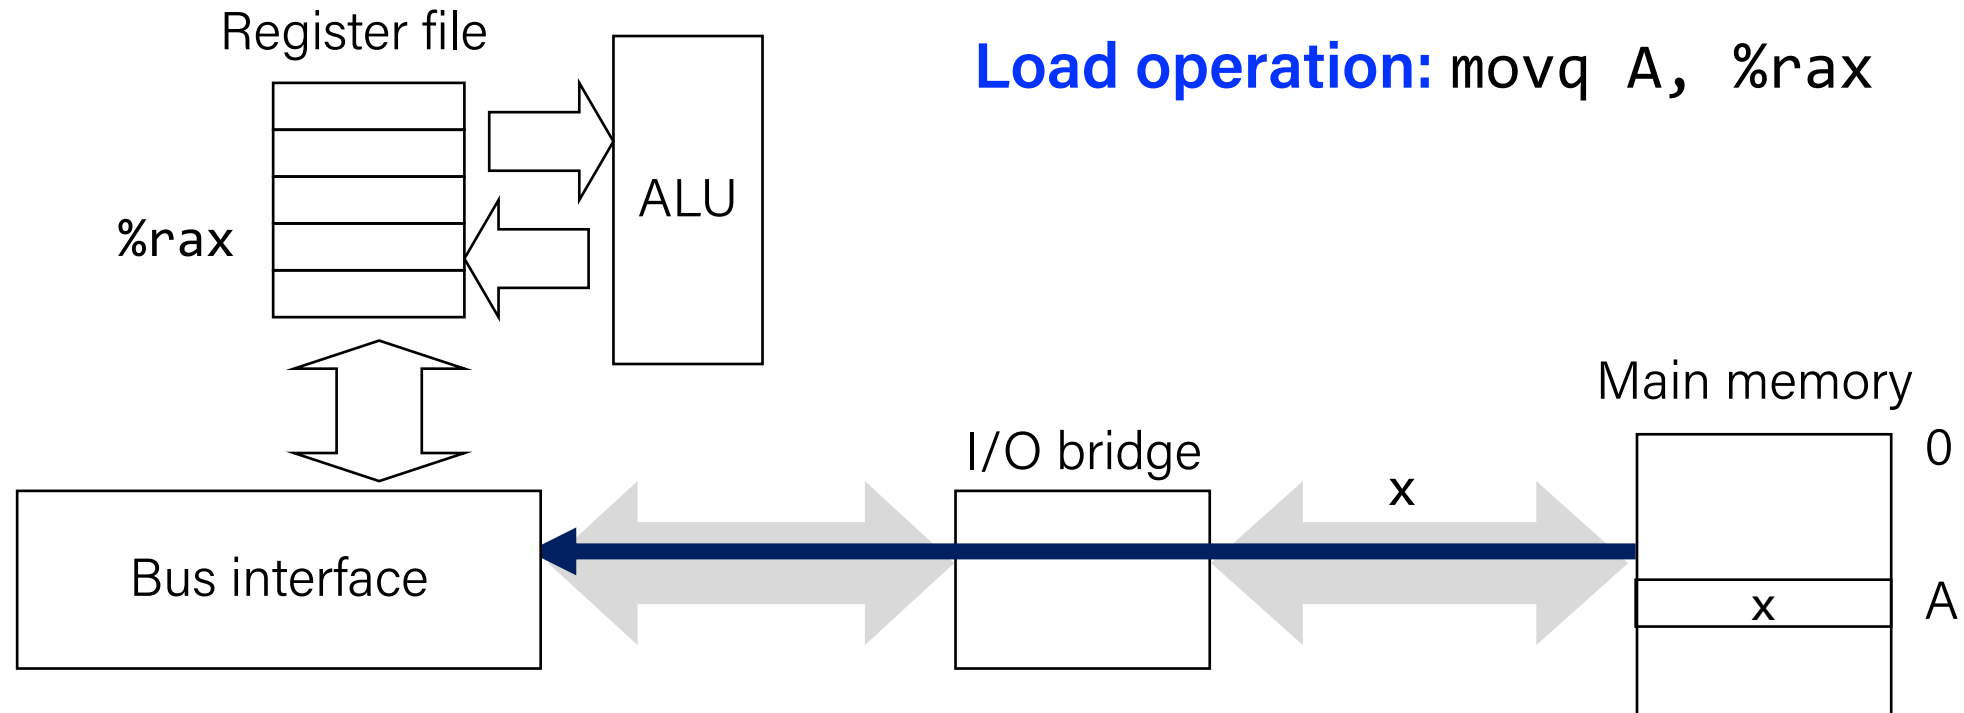 Register file
Load operation: movq A, %rax
ALU
%rax
Main memory
I/O bridge
0
x
Bus interface
x
A